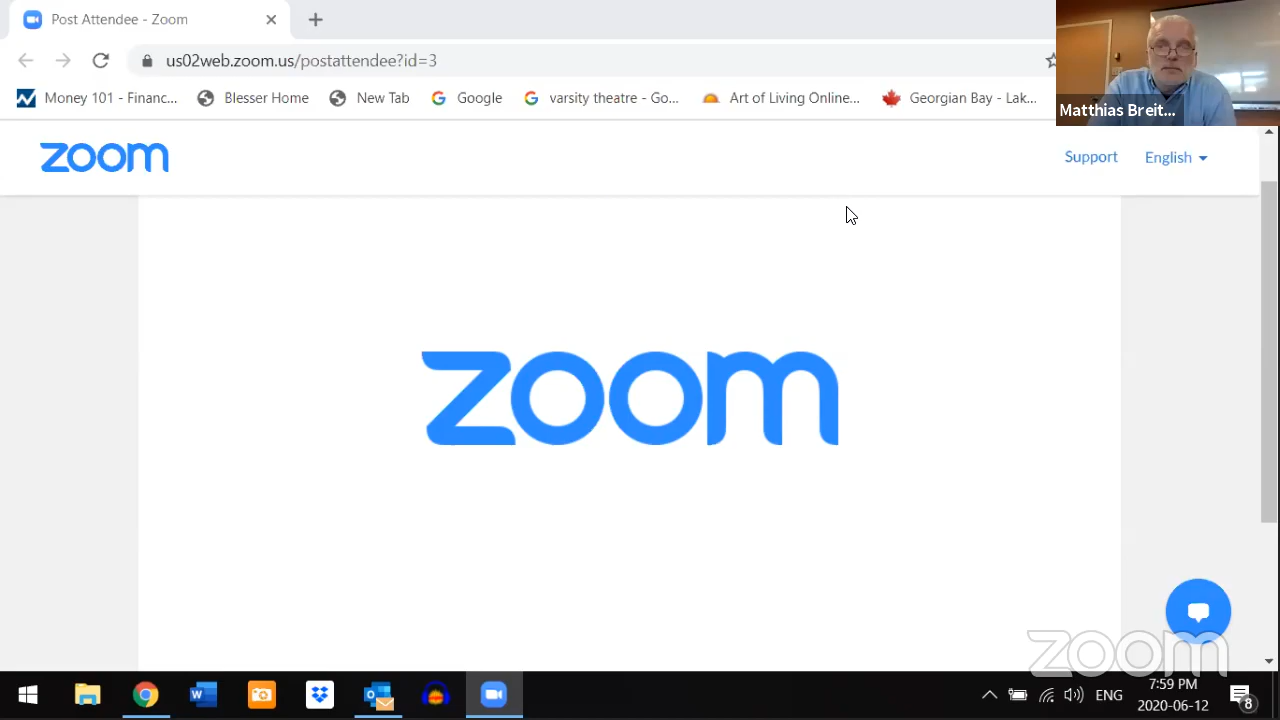 Post Attendee - Zoom
us02web.zoom.us/postattendee?id=3
Money 101 - Financ... Blesser Home New Tab Google varsity theatre - Go... Art of Living Online... Georgian Bay - Lak...
Matthias Breit...
zoom Support English
zoom
zoom
ENG 7:59 PM
2020-06-12 8